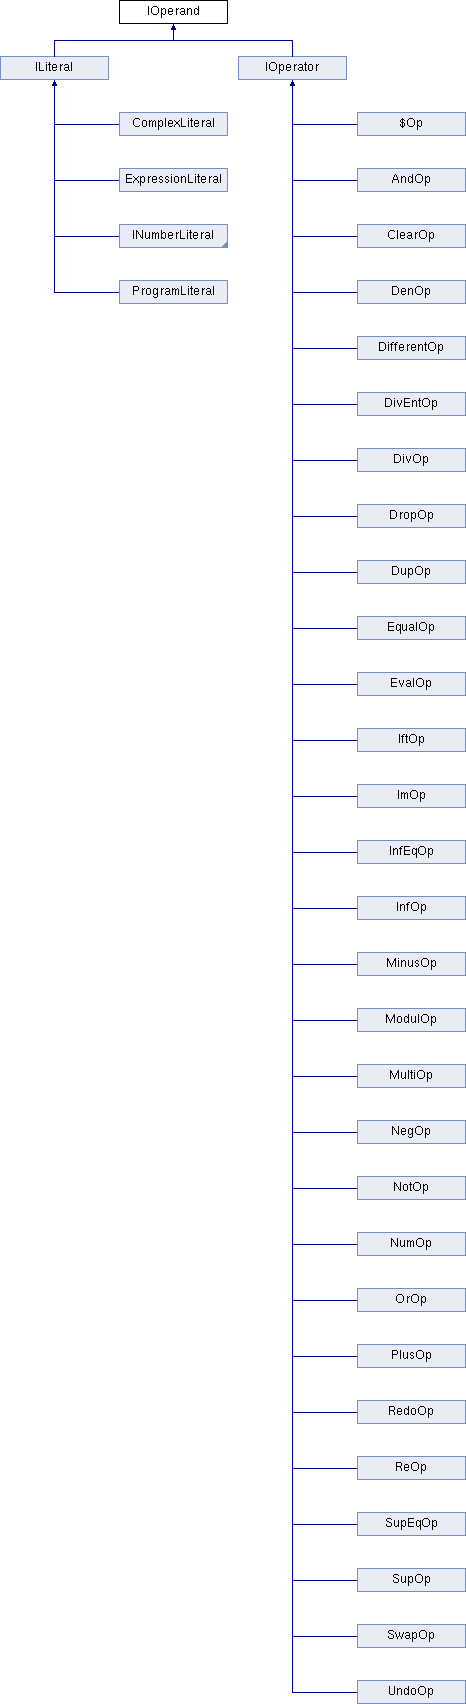 IOperand
ILiteral
IOperator
ComplexLiteral
$Op
ExpressionLiteral
AndOp
INumberLiteral
ClearOp
ProgramLiteral
DenOp
DifferentOp
DivEntOp
DivOp
DropOp
DupOp
EqualOp
EvalOp
IftOp
ImOp
InfEqOp
InfOp
MinusOp
ModulOp
MultiOp
NegOp
NotOp
NumOp
OrOp
PlusOp
RedoOp
ReOp
SupEqOp
SupOp
SwapOp
UndoOp